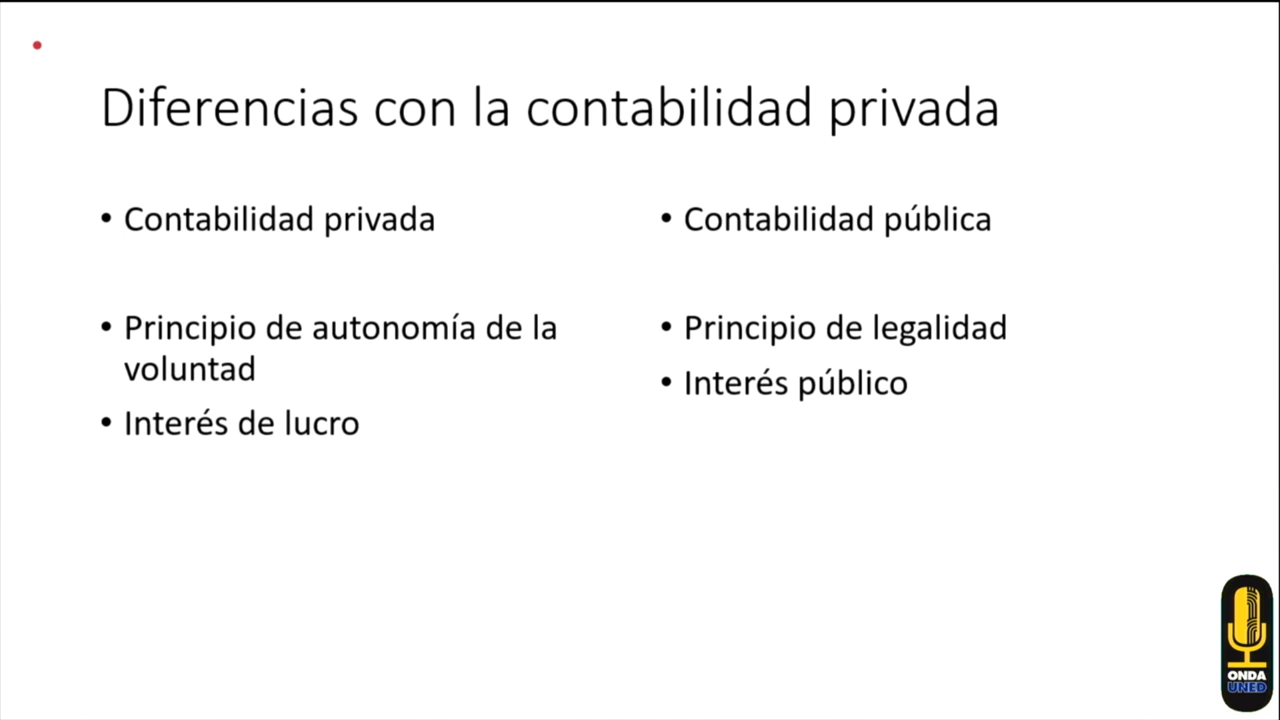 Diferencias con la contabilidad privada
• Contabilidad privada
• Principio de autonomía de la
voluntad
• Interés de lucro
• Contabilidad pública
• Principio de legalidad
• Interés público
ONDA
UNED